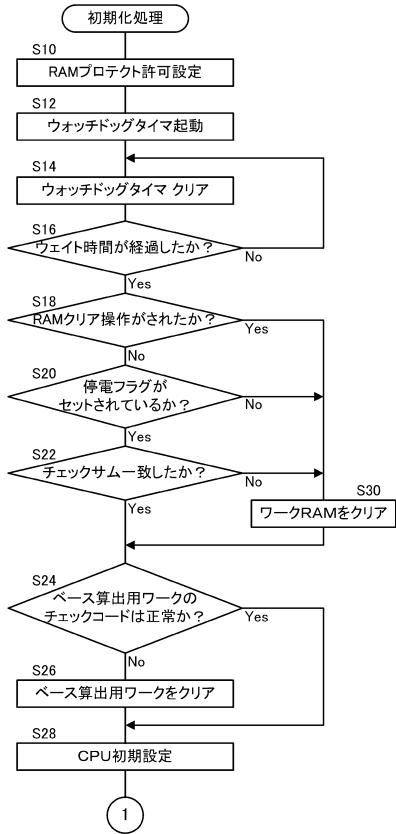 初期化処理
S10
RAMプロテクト許可設定
S12
ウォッチドッグタイマ起動
S14
ウォッチドッグタイマ クリア
S16
ウェイト時間が経過したか？
No
Yes
S18
RAMクリア操作がされたか？
Yes
No
S20
停電フラグが
セットされているか？
No
Yes
S22
チェックサム一致したか？
No
Yes
S30
ワークRAMをクリア
S24
ベース算出用ワークの
チェックコードは正常か？
Yes
No
S26
ベース算出用ワークをクリア
S28
CPU初期設定
1